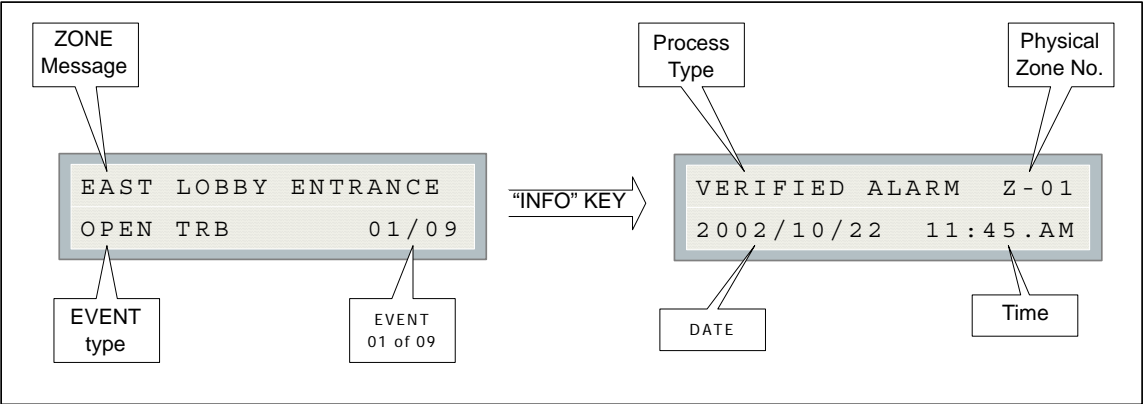 ZONE
Message
Process
Type
Physical
Zone No.
EAST LOBBY ENTRANCE
OPEN TRB 01/09
"INFO" KEY
VERIFIED ALARM Z-01
2002/10/22 11:45.AM
EVENT
type
EVENT
01 of 09
DATE
Time